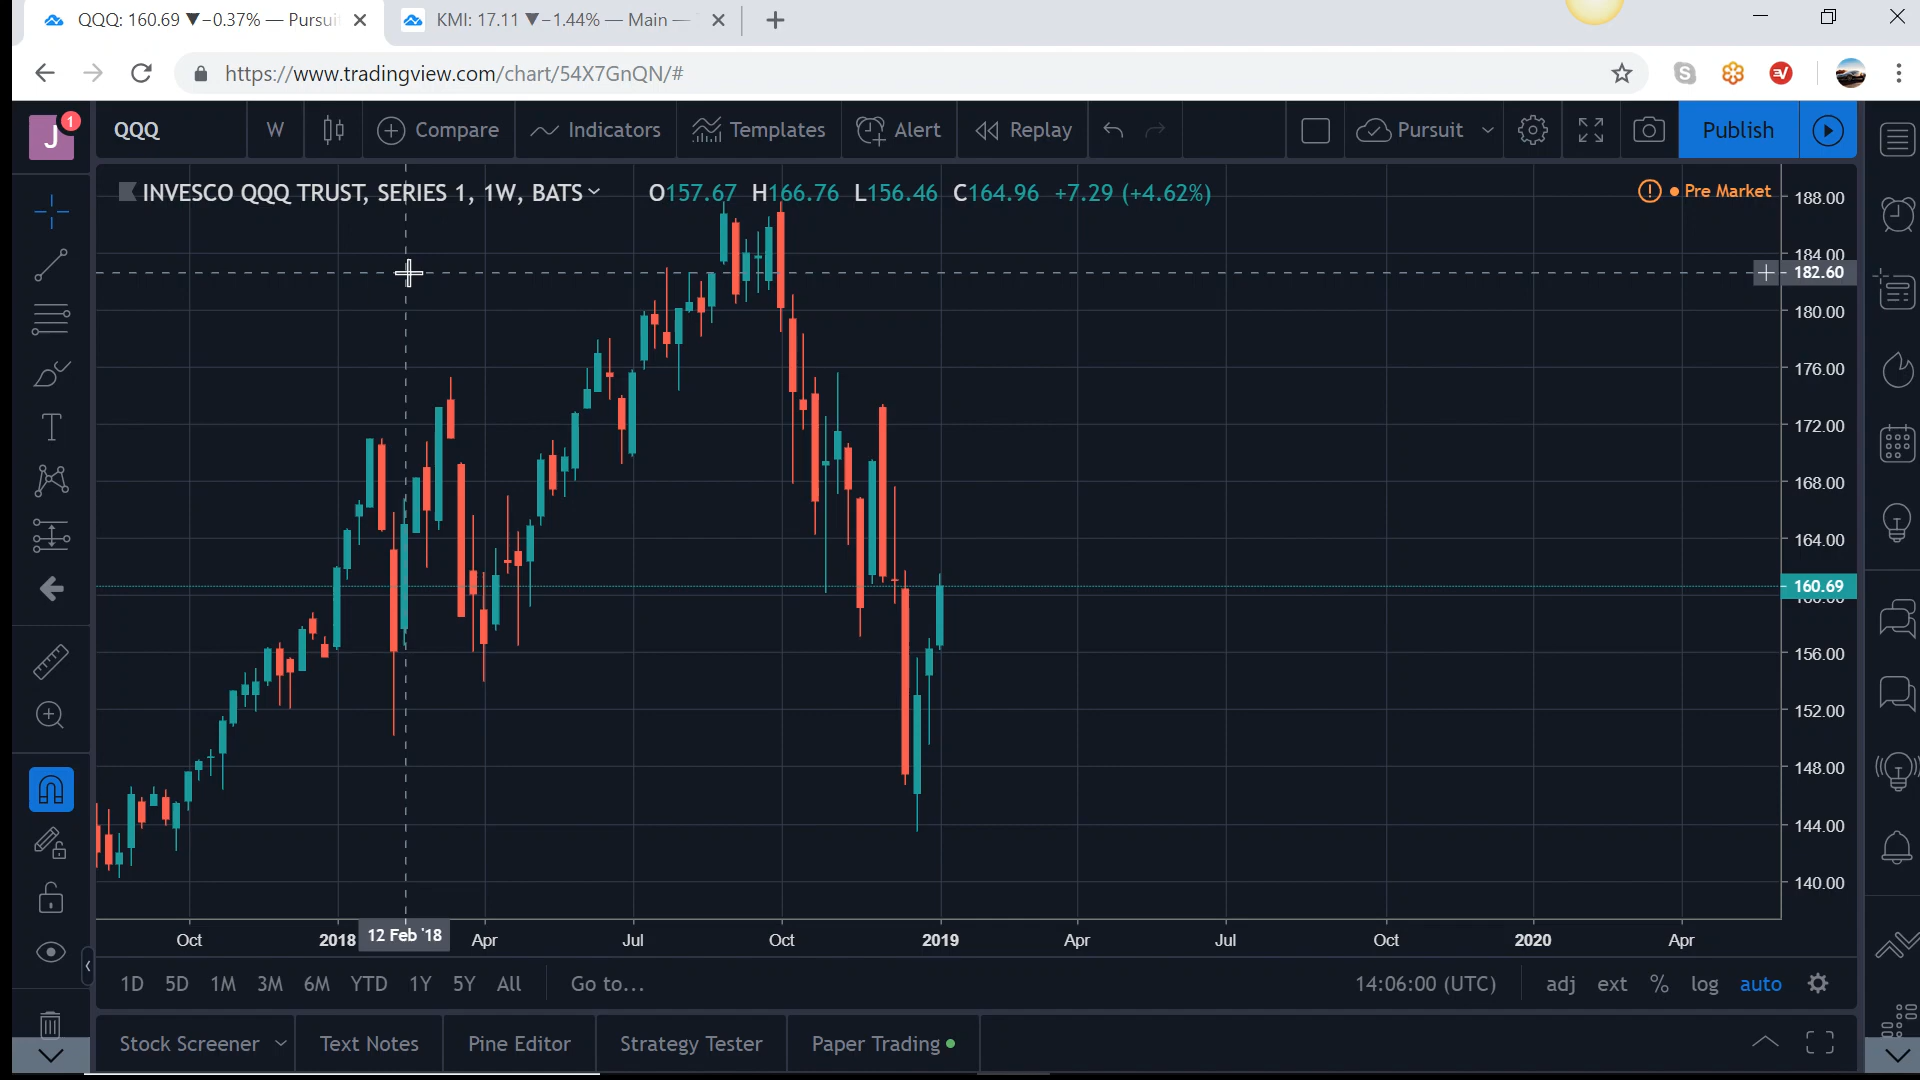 QQQ: 160.69 ▼−0.37% — Pursui
KMI: 17.11 ▼−1.44% — Main —
https://www.tradingview.com/chart/54X7GnQN/#
J
1
QQQ
W
Compare
Indicators
Templates
Alert
Replay
Pursuit
Publish
INVESCO QQQ TRUST, SERIES 1, 1W, BATS
O157.67 H166.76 L156.46 C164.96 +7.29 (+4.62%)
Pre Market
188.00
184.00
182.60
180.00
176.00
172.00
168.00
164.00
160.69
156.00
152.00
148.00
144.00
140.00
Oct
2018
12 Feb '18
Apr
Jul
Oct
2019
Apr
Jul
Oct
2020
Apr
1D 5D 1M 3M 6M YTD 1Y 5Y All
Go to...
14:06:00 (UTC)
adj ext % log auto
Stock Screener
Text Notes
Pine Editor
Strategy Tester
Paper Trading